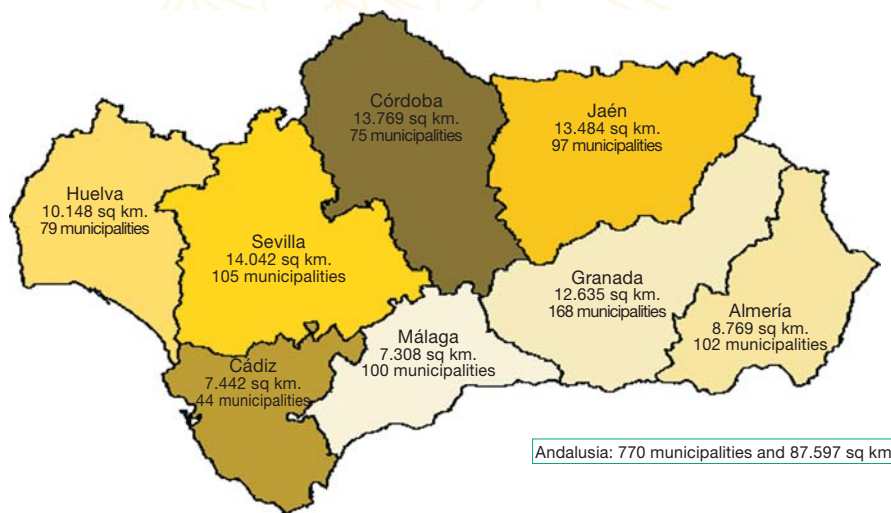 Córdoba
13.769 sq km.
75 municipalities
Jaén
13.484 sq km.
97 municipalities
Huelva
10.148 sq km.
79 municipalities
Sevilla
14.042 sq km.
105 municipalities
Granada
12.635 sq km.
168 municipalities
Almería
8.769 sq km.
102 municipalities
Málaga
7.308 sq km.
100 municipalities
Cádiz
7.442 sq km.
44 municipalities
Andalusia: 770 municipalities and 87.597 sq km